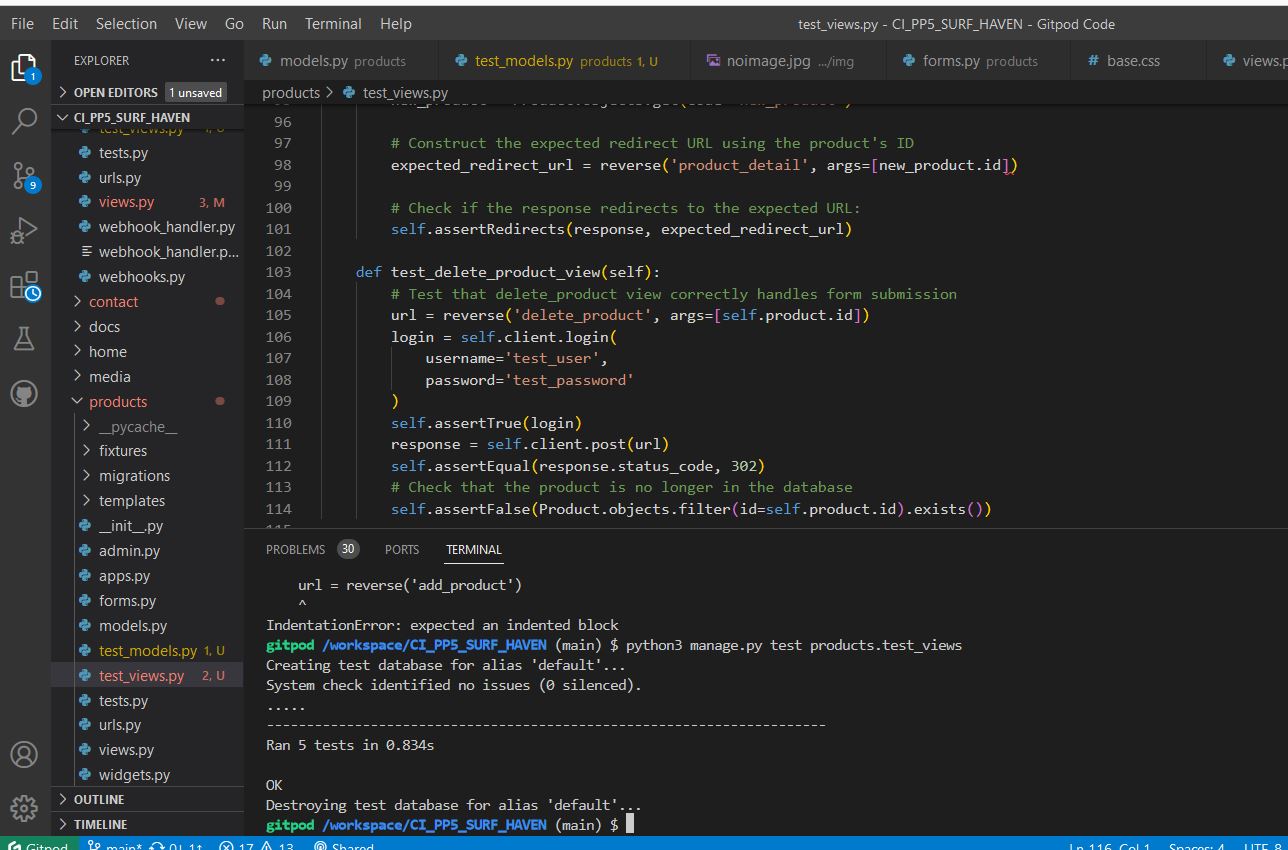 File Edit Selection View Go Run Terminal Help test_views.py - CI_PP5_SURF_HAVEN - Gitpod Code
EXPLORER ...
OPEN EDITORS 1 unsaved
CI_PP5_SURF_HAVEN
test_views.py 1, U
tests.py
urls.py
views.py 3, M
webhook_handler.py
webhook_handler.p...
webhooks.py
contact
docs
home
media
products
__pycache__
fixtures
migrations
templates
__init__.py
admin.py
apps.py
forms.py
models.py
test_models.py 1, U
test_views.py 2, U
tests.py
urls.py
views.py
widgets.py
OUTLINE
TIMELINE
1
9
models.py products test_models.py products 1, U noimage.jpg .../img forms.py products # base.css views.p
products > test_views.py
96
97 # Construct the expected redirect URL using the product's ID
98 expected_redirect_url = reverse('product_detail', args=[new_product.id])
99
100 # Check if the response redirects to the expected URL:
101 self.assertRedirects(response, expected_redirect_url)
102
103 def test_delete_product_view(self):
104 # Test that delete_product view correctly handles form submission
105 url = reverse('delete_product', args=[self.product.id])
106 login = self.client.login(
107 username='test_user',
108 password='test_password'
109 )
110 self.assertTrue(login)
111 response = self.client.post(url)
112 self.assertEqual(response.status_code, 302)
113 # Check that the product is no longer in the database
114 self.assertFalse(Product.objects.filter(id=self.product.id).exists())
PROBLEMS 30 PORTS TERMINAL
url = reverse('add_product')
^
IndentationError: expected an indented block
gitpod /workspace/CI_PP5_SURF_HAVEN (main) $ python3 manage.py test products.test_views
Creating test database for alias 'default'...
System check identified no issues (0 silenced).
.....
----------------------------------------------------------------------
Ran 5 tests in 0.834s
OK
Destroying test database for alias 'default'...
gitpod /workspace/CI_PP5_SURF_HAVEN (main) $
Gitpod main* 0↓ 1↑ 17 13 Shared Ln 116, Col 1 Spaces: 4 UTF-8